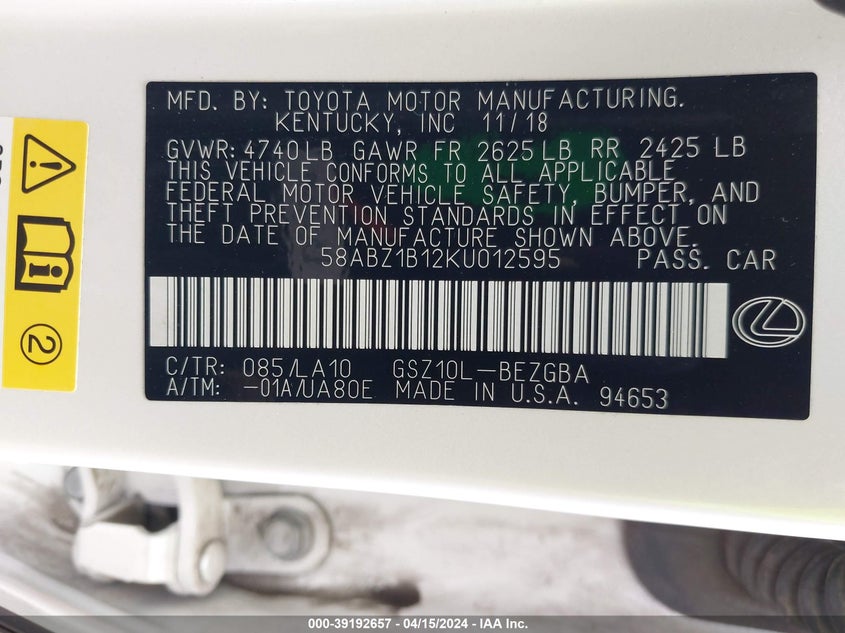 MFD. BY: TOYOTA MOTOR MANUFACTURING.
KENTUCKY, INC 11/18
GVWR: 4740LB GAWR FR 2625LB RR 2425 LB
THIS VEHICLE CONFORMS TO ALL APPLICABLE
FEDERAL MOTOR VEHICLE SAFETY, BUMPER, AND
THEFT PREVENTION STANDARDS IN EFFECT ON
THE DATE OF MANUFACTURE SHOWN ABOVE.
58ABZ1B12KU012595 PASS. CAR
C/TR: 085/LA10 GSZ10L-BEZGBA
A/TM: -01A/UA80E MADE IN U.S.A. 94653
2
000-39192657 - 04/15/2024 - IAA Inc.